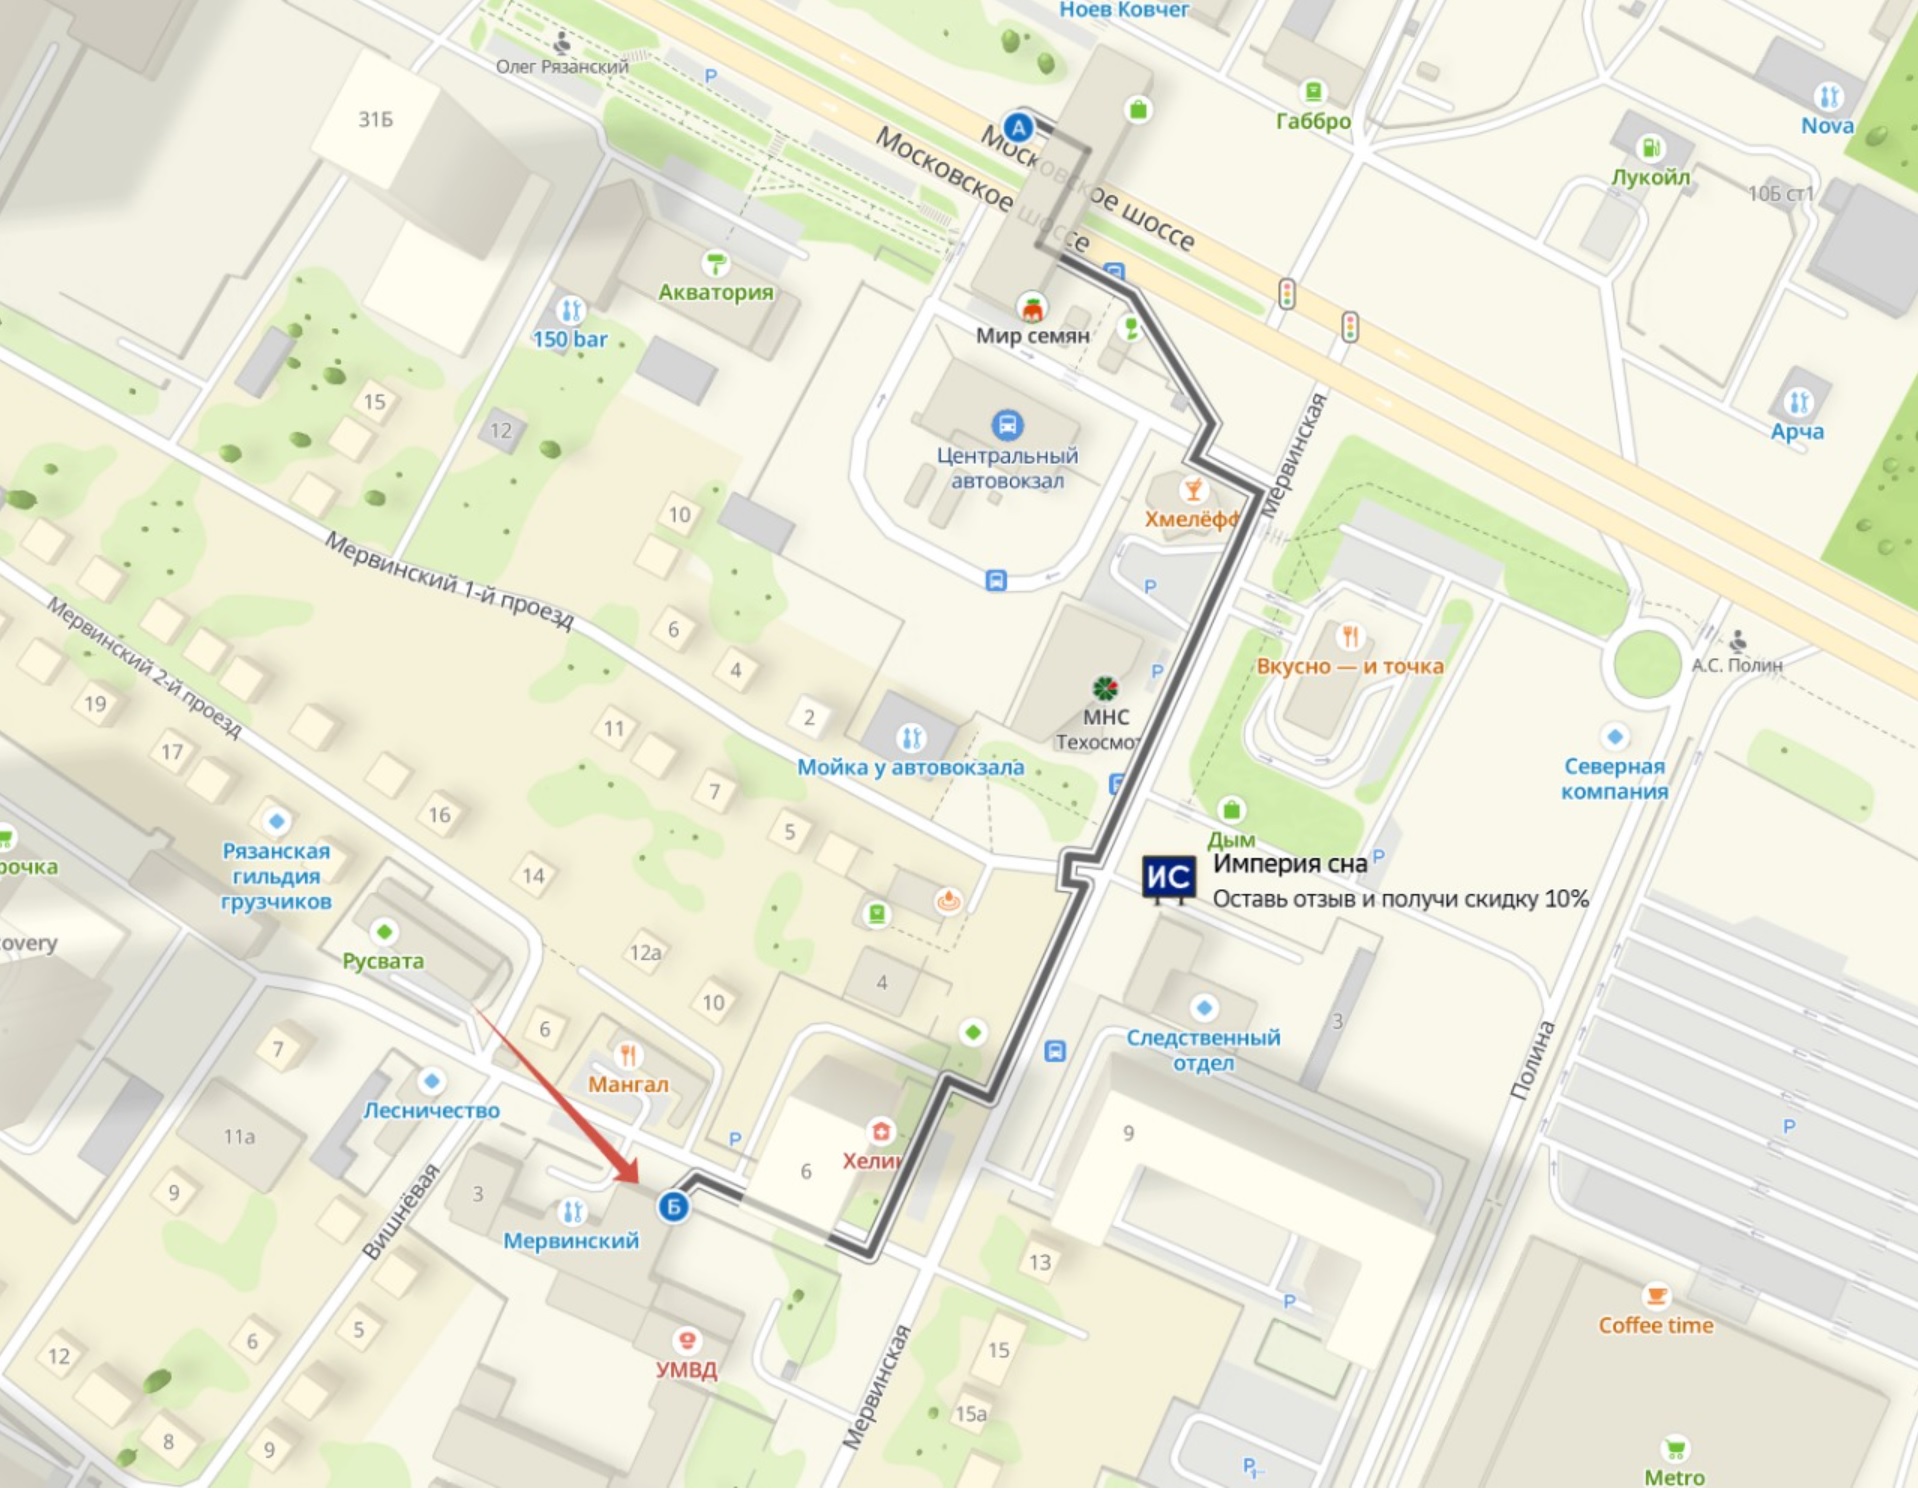 Ноев Ковчег
Олег Рязанский
P
31Б
А
Габбро
Nova
Московское шоссе
Московское шоссе
Лукойл
10Б ст1
Акватория
150 bar
Мир семян
15
12
Арча
Мервинская
Центральный
автовокзал
Хмелёфф
10
P
Мервинский 1-й проезд
Мервинский 2-й проезд
6
4
2
Вкусно — и точка
А.С. Полин
P
19
17
11
МНС
Техосмот
Мойка у автовокзала
Северная
компания
7
16
5
Дым
P
Империя сна
ИС
Оставь отзыв и получи скидку 10%
рочка
Рязанская
гильдия
грузчиков
14
overy
Русвата
12а
4
10
3
6
7
Мангал
Следственный
отдел
Полина
Лесничество
11а
P
9
P
Хелик
6
9
3
Б
Вишнёвая
Мервинский
13
P
Coffee time
12
6
5
УМВД
15
Мервинская
15а
8
9
P
Metro